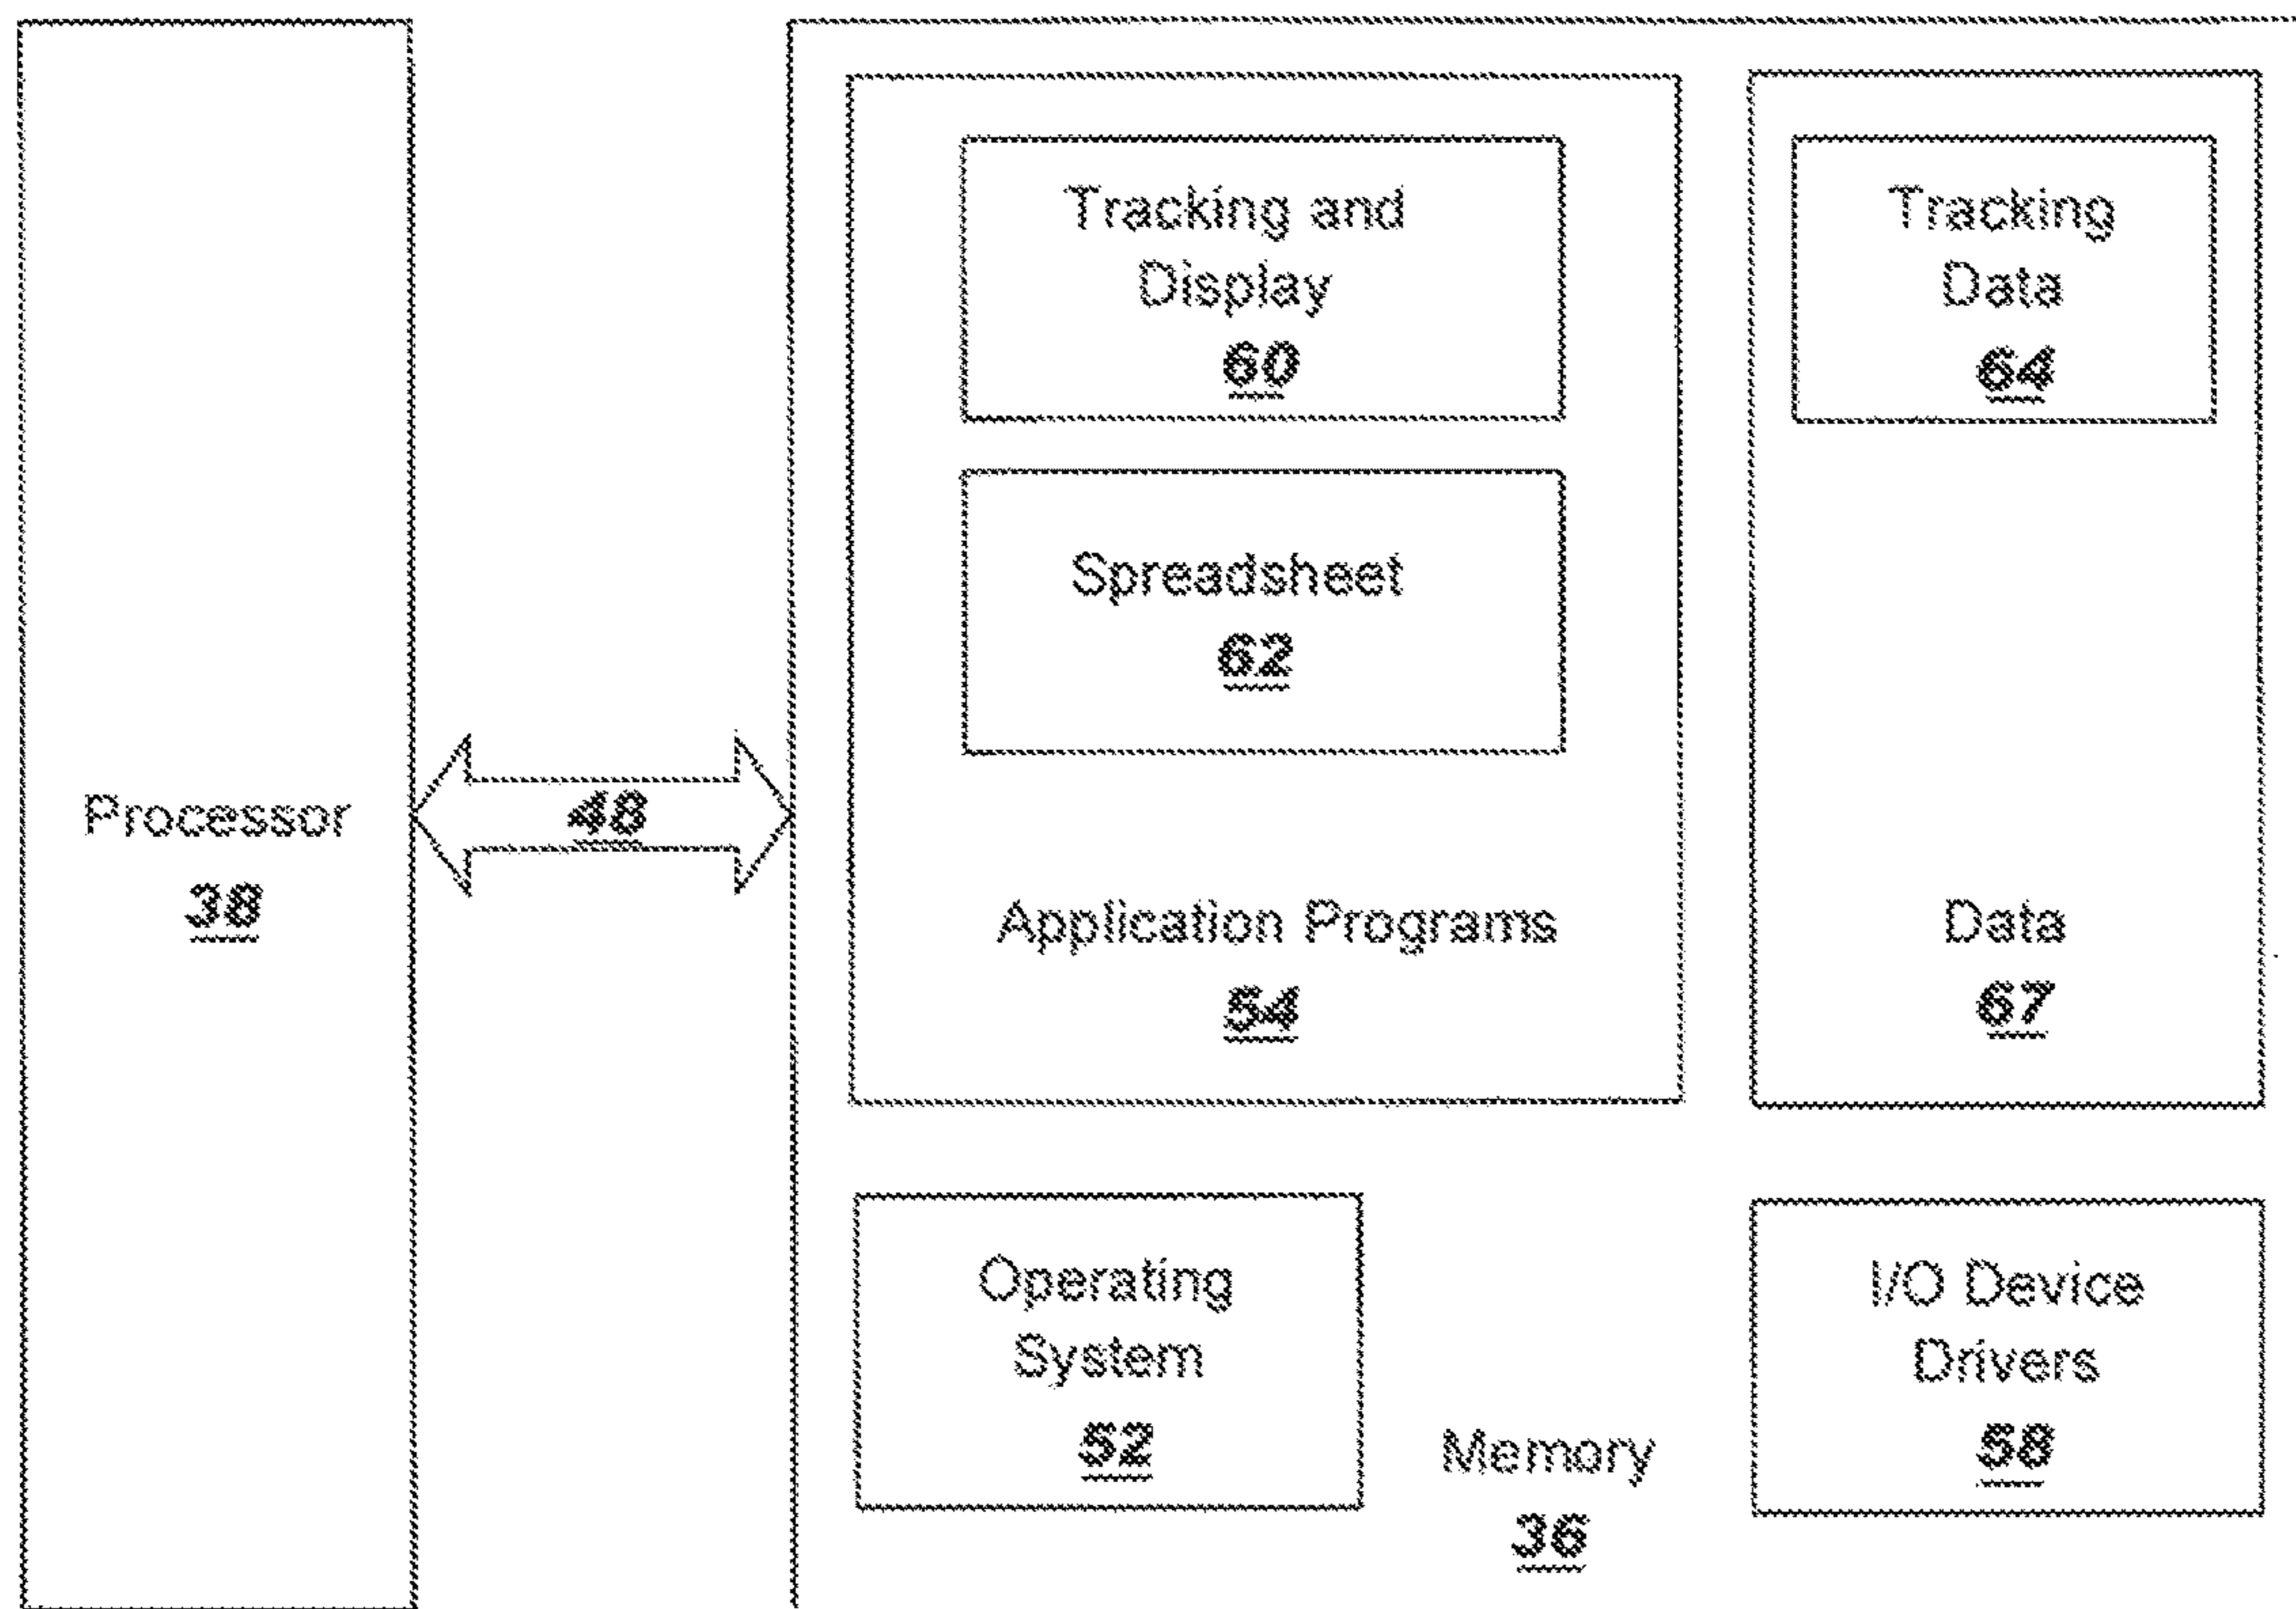 Tracking and
Display
60
Tracking
Data
64
Spreadsheet
62
Processor
38
48
Application Programs
54
Data
67
Operating
System
52
I/O Device
Drivers
58
Memory
36